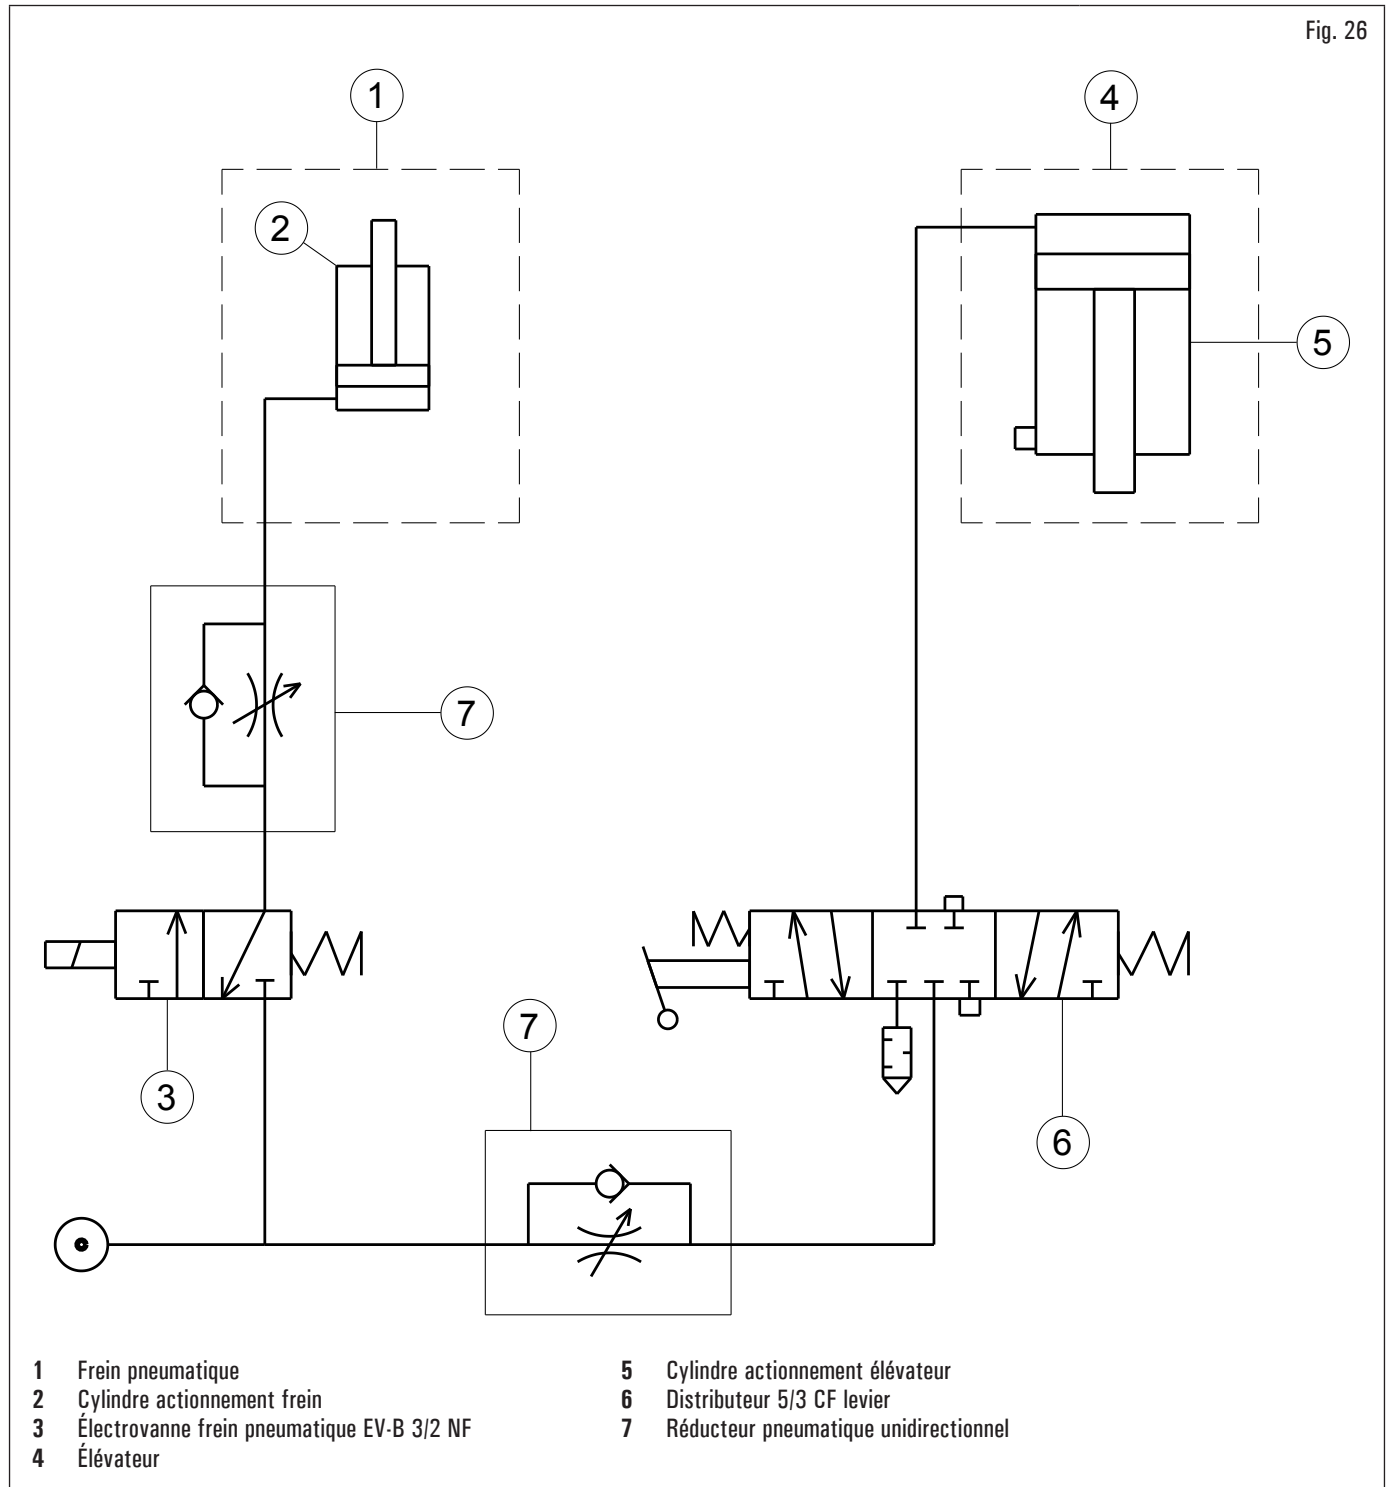 Fig. 26
1
4
2
5
7
7
3
6
1 Frein pneumatique
2 Cylindre actionnement frein
3 Électrovanne frein pneumatique EV-B 3/2 NF
4 Élévateur
5 Cylindre actionnement élévateur
6 Distributeur 5/3 CF levier
7 Réducteur pneumatique unidirectionnel